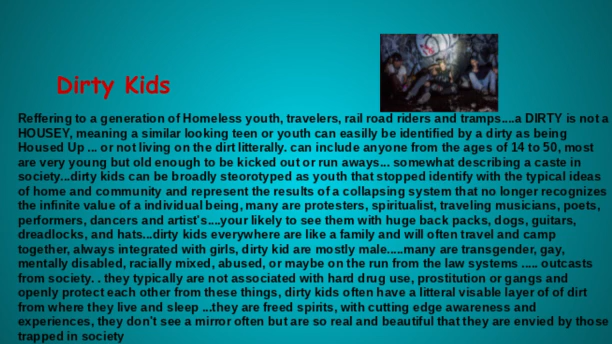 Dirty Kids
Reffering to a generation of Homeless youth, travelers, rail road riders and tramps....a DIRTY is not a
HOUSEY, meaning a similar looking teen or youth can easilly be identified by a dirty as being
Housed Up ... or not living on the dirt litterally. can include anyone from the ages of 14 to 50, most
are very young but old enough to be kicked out or run aways... somewhat describing a caste in
society...dirty kids can be broadly steorotyped as youth that stopped identify with the typical ideas
of home and community and represent the results of a collapsing system that no longer recognizes
the infinite value of a individual being, many are protesters, spiritualist, traveling musicians, poets,
performers, dancers and artist's....your likely to see them with huge back packs, dogs, guitars,
dreadlocks, and hats...dirty kids everywhere are like a family and will often travel and camp
together, always integrated with girls, dirty kid are mostly male.....many are transgender, gay,
mentally disabled, racially mixed, abused, or maybe on the run from the law systems ..... outcasts
from society. . they typically are not associated with hard drug use, prostitution or gangs and
openly protect each other from these things, dirty kids often have a litteral visable layer of of dirt
from where they live and sleep ...they are freed spirits, with cutting edge awareness and
experiences, they don't see a mirror often but are so real and beautiful that they are envied by those
trapped in society